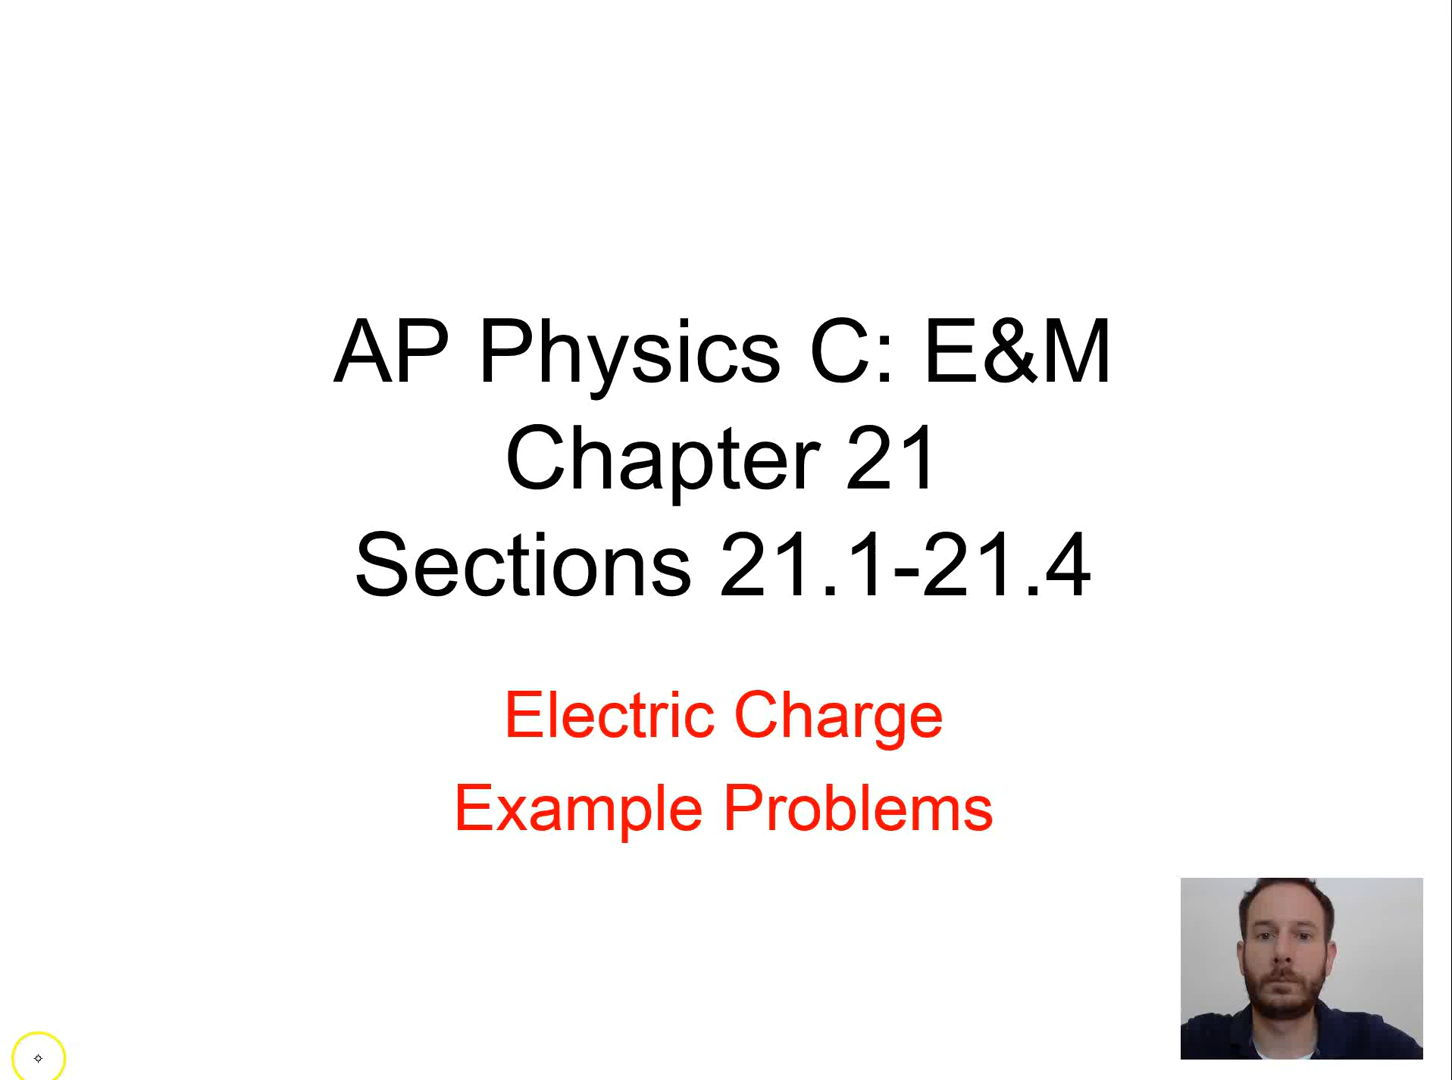 AP Physics C: E&M
Chapter 21
Sections 21.1-21.4
Electric Charge
Example Problems